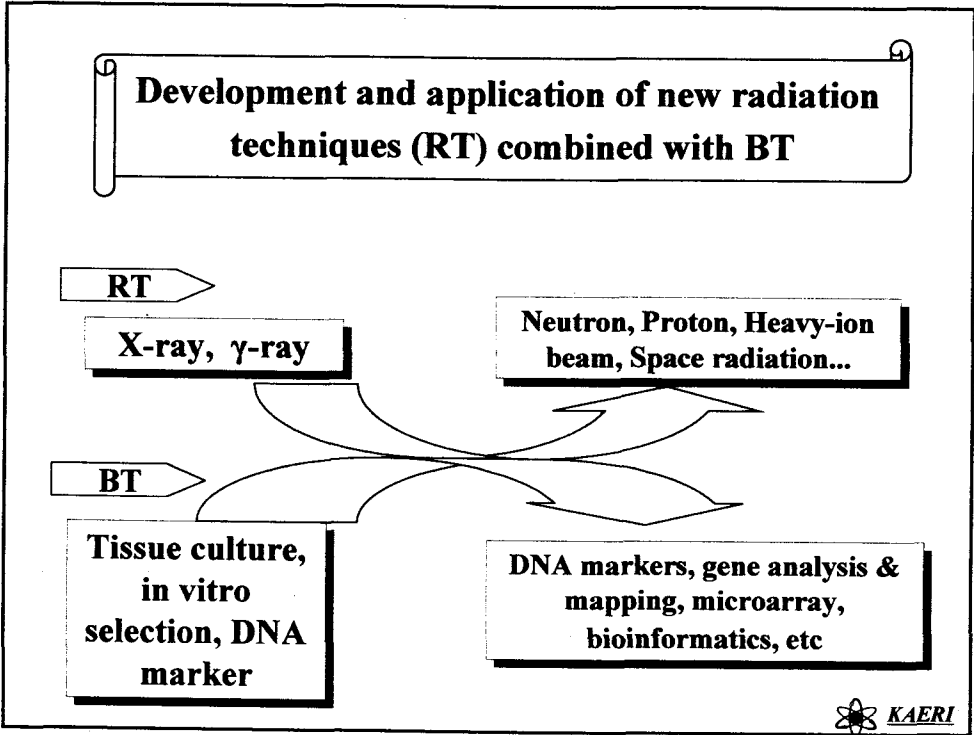 Development and application of new radiation
techniques (RT) combined with BT
RT
X-ray, γ-ray
Neutron, Proton, Heavy-ion
beam, Space radiation...
BT
Tissue culture,
in vitro
selection, DNA
marker
DNA markers, gene analysis &
mapping, microarray,
bioinformatics, etc
KAERI